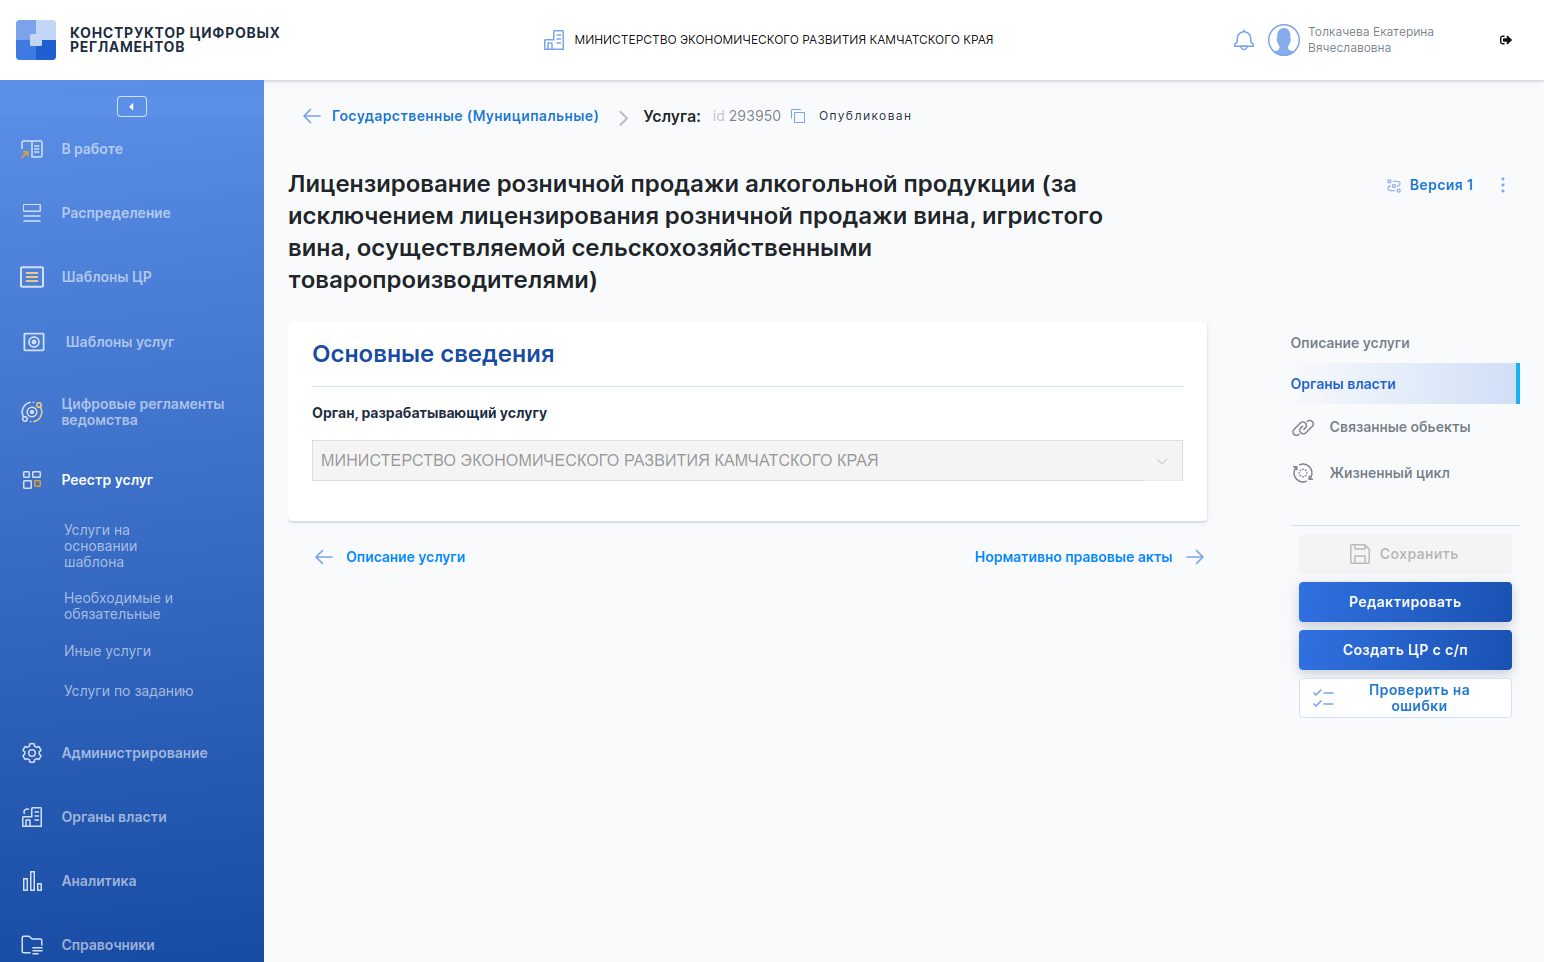 КОНСТРУКТОР ЦИФРОВЫХ
РЕГЛАМЕНТОВ
МИНИСТЕРСТВО ЭКОНОМИЧЕСКОГО РАЗВИТИЯ КАМЧАТСКОГО КРАЯ
Толкачева Екатерина
Вячеславовна
В работе
Распределение
Шаблоны ЦР
Шаблоны услуг
Цифровые регламенты
ведомства
Реестр услуг
Услуги на
основании
шаблона
Необходимые и
обязательные
Иные услуги
Услуги по заданию
Администрирование
Органы власти
Аналитика
Справочники
Государственные (Муниципальные)
Услуга: id 293950 Опубликован
Лицензирование розничной продажи алкогольной продукции (за
исключением лицензирования розничной продажи вина, игристого
вина, осуществляемой сельскохозяйственными
товаропроизводителями)
Версия 1
Основные сведения
Орган, разрабатывающий услугу
МИНИСТЕРСТВО ЭКОНОМИЧЕСКОГО РАЗВИТИЯ КАМЧАТСКОГО КРАЯ
Описание услуги
Нормативно правовые акты
Описание услуги
Органы власти
Связанные обьекты
Жизненный цикл
Сохранить
Редактировать
Создать ЦР с с/п
Проверить на
ошибки